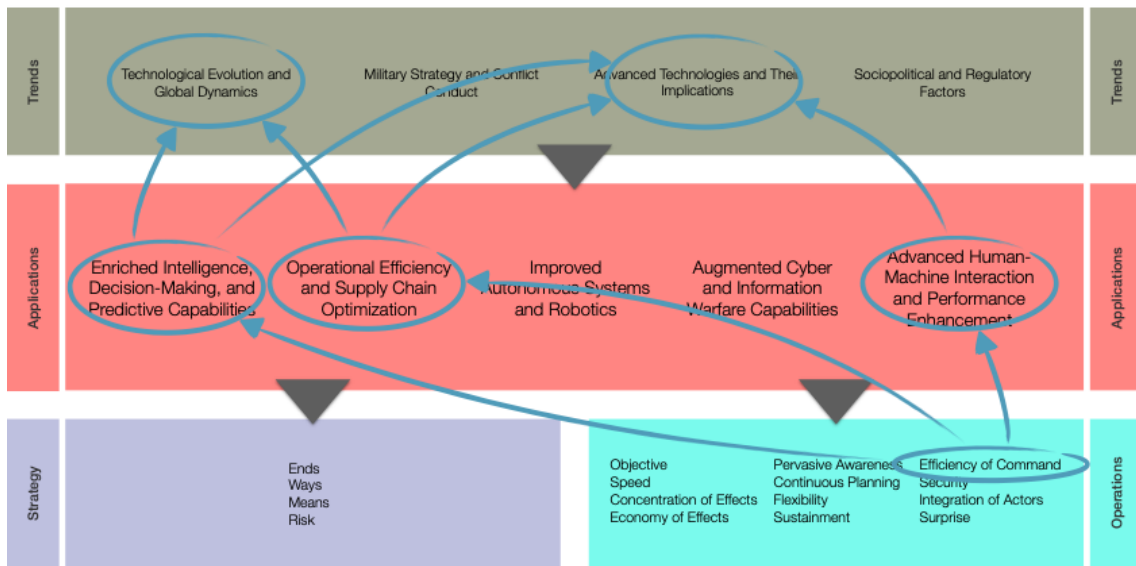 Trends
Technological Evolution and
Global Dynamics
Military Strategy and Conflict
Conduct
Advanced Technologies and Their
Implications
Sociopolitical and Regulatory
Factors
Trends
Applications
Enriched Intelligence,
Decision-Making, and
Predictive Capabilities
Operational Efficiency
and Supply Chain
Optimization
Improved
Autonomous Systems
and Robotics
Augmented Cyber
and Information
Warfare Capabilities
Advanced Human-
Machine Interaction
and Performance
Enhancement
Applications
Strategy
Ends
Ways
Means
Risk
Objective
Speed
Concentration of Effects
Economy of Effects
Pervasive Awareness
Continuous Planning
Flexibility
Sustainment
Efficiency of Command
Security
Integration of Actors
Surprise
Operations